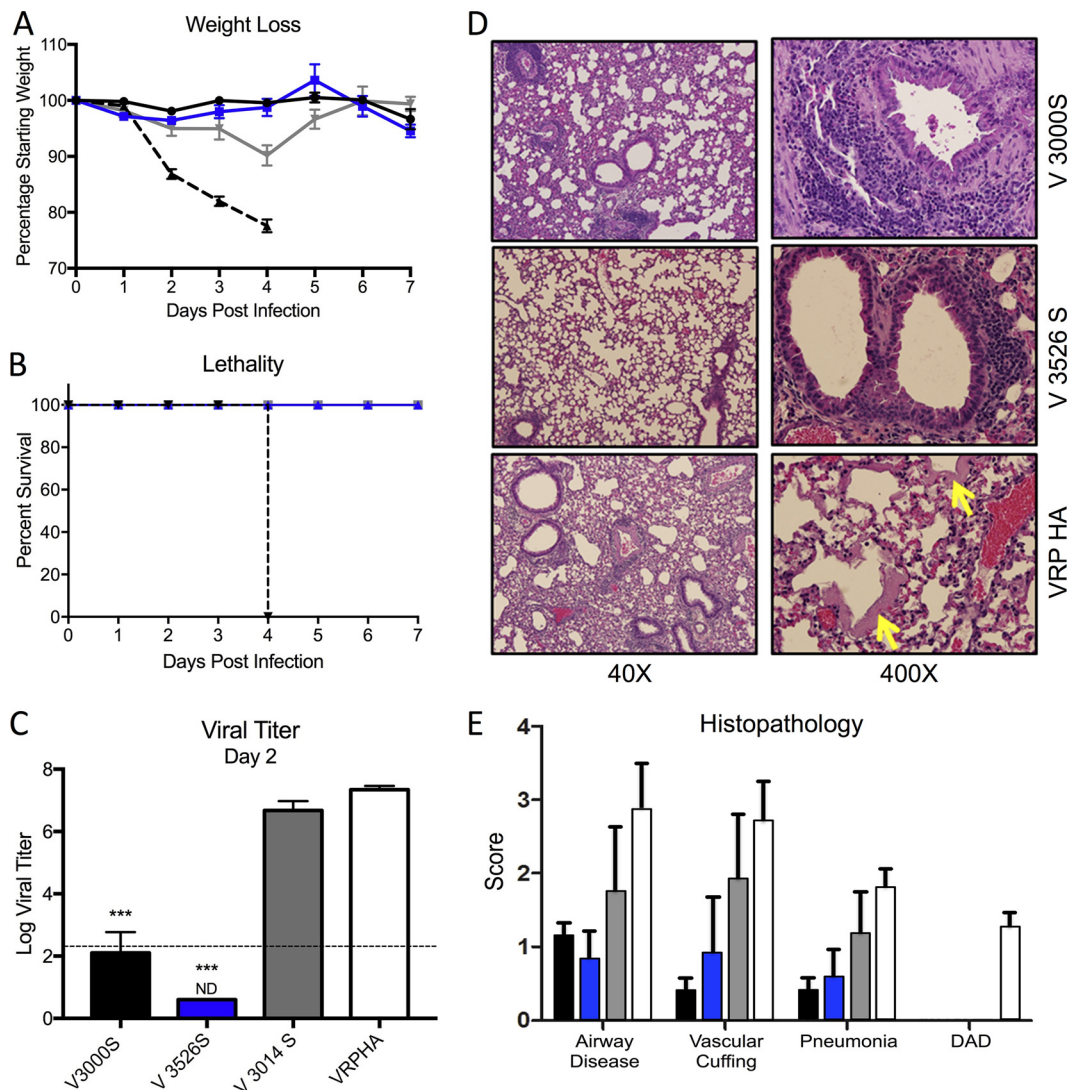 A
Weight Loss
Percentage Starting Weight
110
100
90
80
70
0 1 2 3 4 5 6 7
Days Post Infection
B
Lethality
Percent Survival
100
80
60
40
20
0
0 1 2 3 4 5 6 7
Days Post Infection
C
Viral Titer
Day 2
Log Viral Titer
8
6
4
2
0
***
***
ND
V3000S
V 3526S
V 3014 S
VRPHA
D
V 3000S
V 3526 S
VRP HA
40X
400X
E
Histopathology
Score
4
3
2
1
0
Airway
Disease
Vascular
Cuffing
Pneumonia
DAD